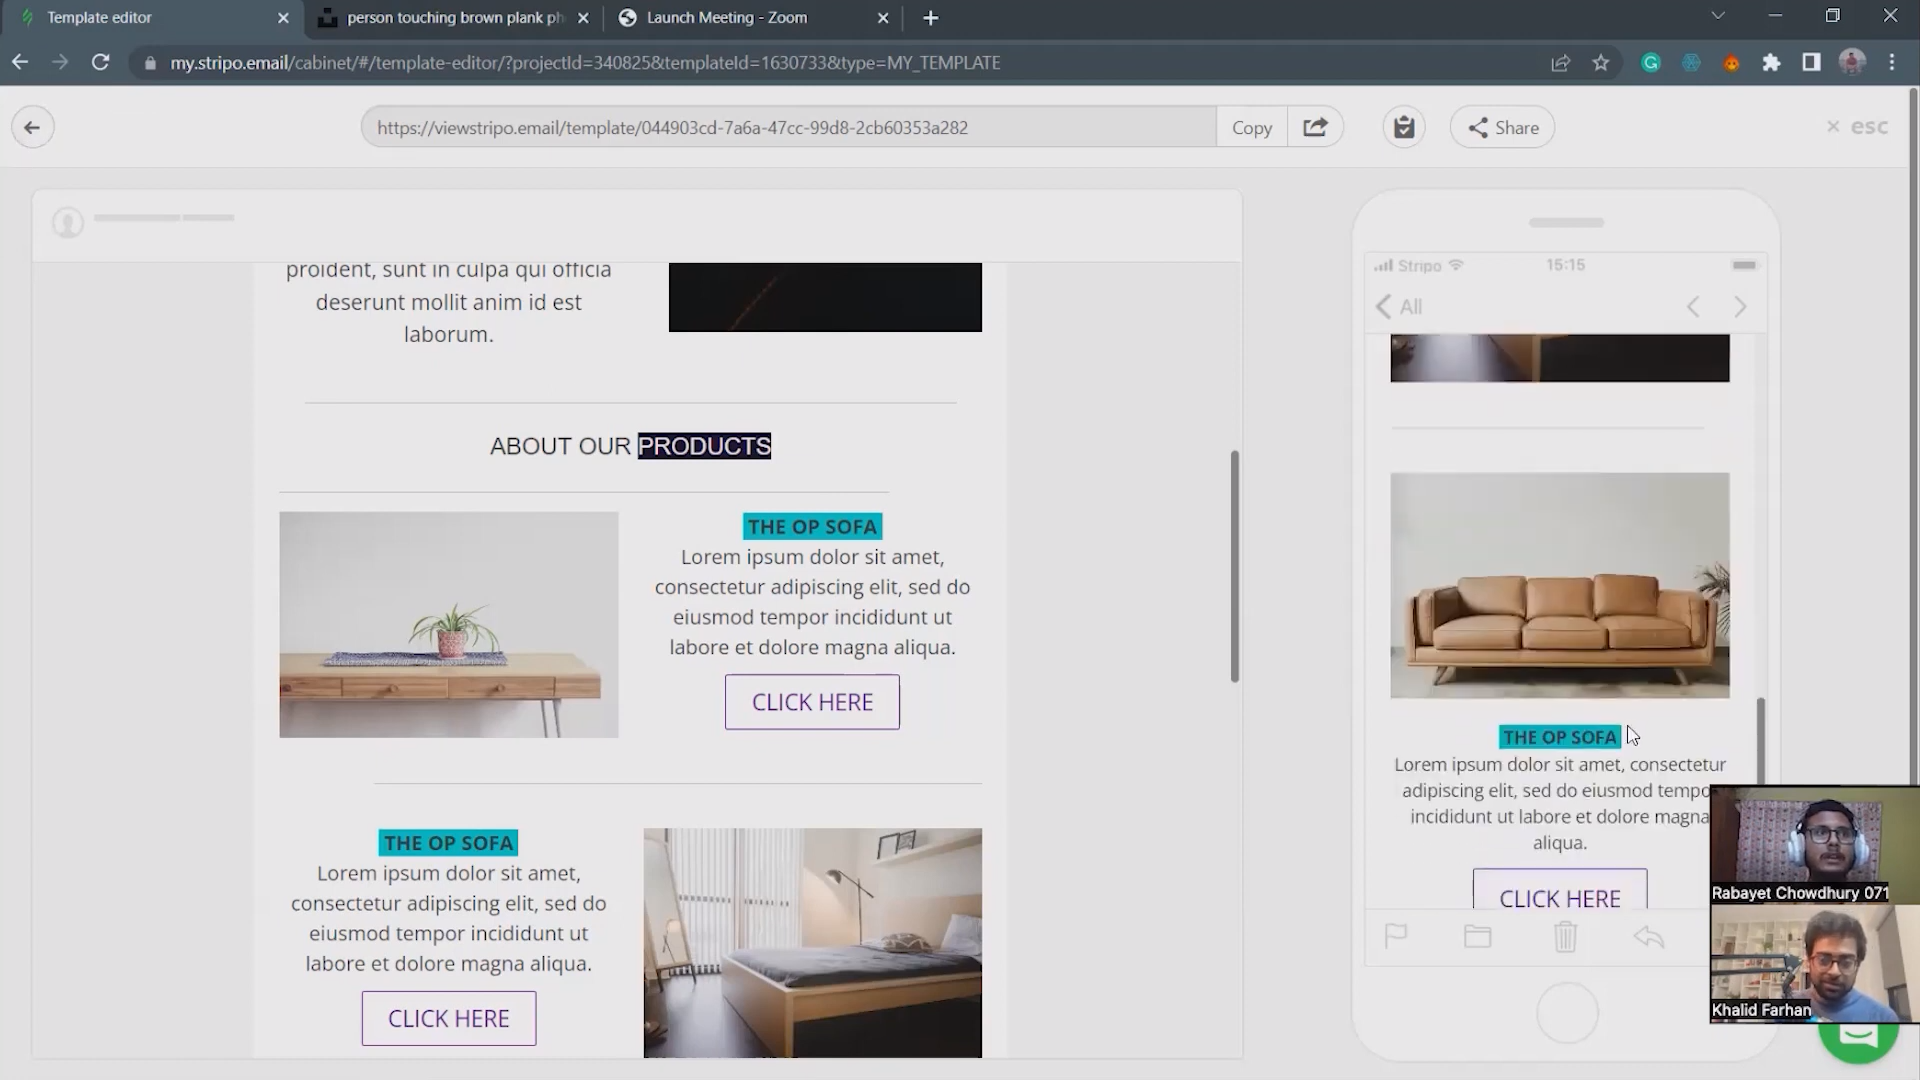 Template editor
person touching brown plank ph
Launch Meeting - Zoom
my.stripo.email/cabinet/#/template-editor/?projectId=340825&templateId=1630733&type=MY_TEMPLATE
https://viewstripo.email/template/044903cd-7a6a-47cc-99d8-2cb60353a282
Copy
Share
× esc
proident, sunt in culpa qui officia
deserunt mollit anim id est
laborum.
ABOUT OUR PRODUCTS
THE OP SOFA
Lorem ipsum dolor sit amet,
consectetur adipiscing elit, sed do
eiusmod tempor incididunt ut
labore et dolore magna aliqua.
CLICK HERE
THE OP SOFA
Lorem ipsum dolor sit amet,
consectetur adipiscing elit, sed do
eiusmod tempor incididunt ut
labore et dolore magna aliqua.
CLICK HERE
Stripo
15:15
All
THE OP SOFA
Lorem ipsum dolor sit amet, consectetur
adipiscing elit, sed do eiusmod tempo
incididunt ut labore et dolore magna
aliqua.
CLICK HERE
Rabayet Chowdhury 071
Khalid Farhan